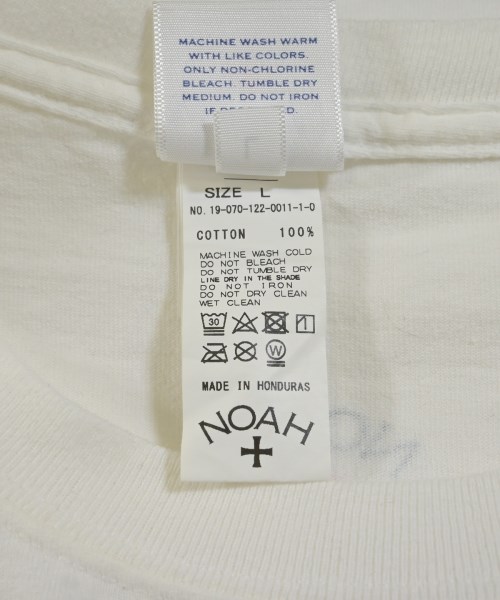 MACHINE WASH WARM
WITH LIKE COLORS.
ONLY NON-CHLORINE
BLEACH. TUMBLE DRY
MEDIUM. DO NOT IRON
IF D
D.
SIZE L
NO. 19-070-122-0011-1-0
COTTON 100%
MACHINE WASH COLD
DO NOT BLEACH
DO NOT TUMBLE DRY
LINE DRY IN THE SHADE
DO NOT IRON
DO NOT DRY CLEAN
WET CLEAN
30
W
MADE IN HONDURAS
NOAH